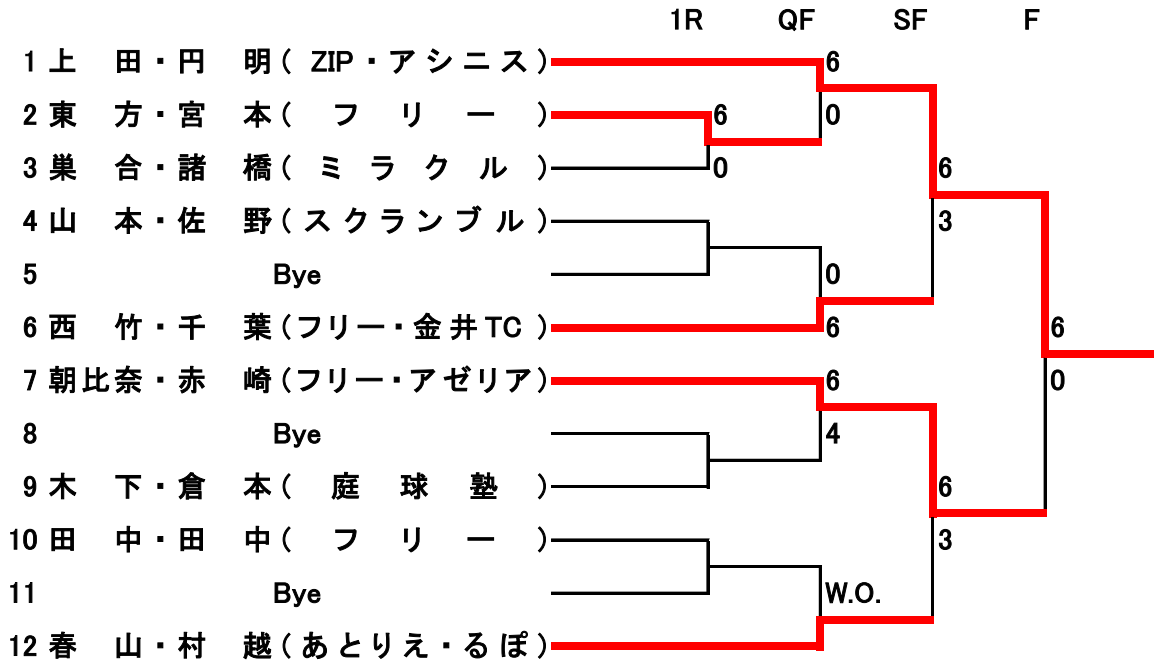 1R QF SF F
1 上 田・円 明( ZIP・アシニス) 6
2 東 方・宮 本( フ リ ー ) 6 0
3 巣 合・諸 橋( ミ ラ ク ル ) 0 6
4 山 本・佐 野(スクランブル) 3
5 Bye 0
6 西 竹・千 葉(フリー・金井TC ) 6 6
7 朝比奈・赤 崎(フリー・アゼリア) 6 0
8 Bye 4
9 木 下・倉 本( 庭 球 塾 ) 6
10 田 中・田 中( フ リ ー ) 3
11 Bye W.O.
12 春 山・村 越(あとりえ・るぽ)